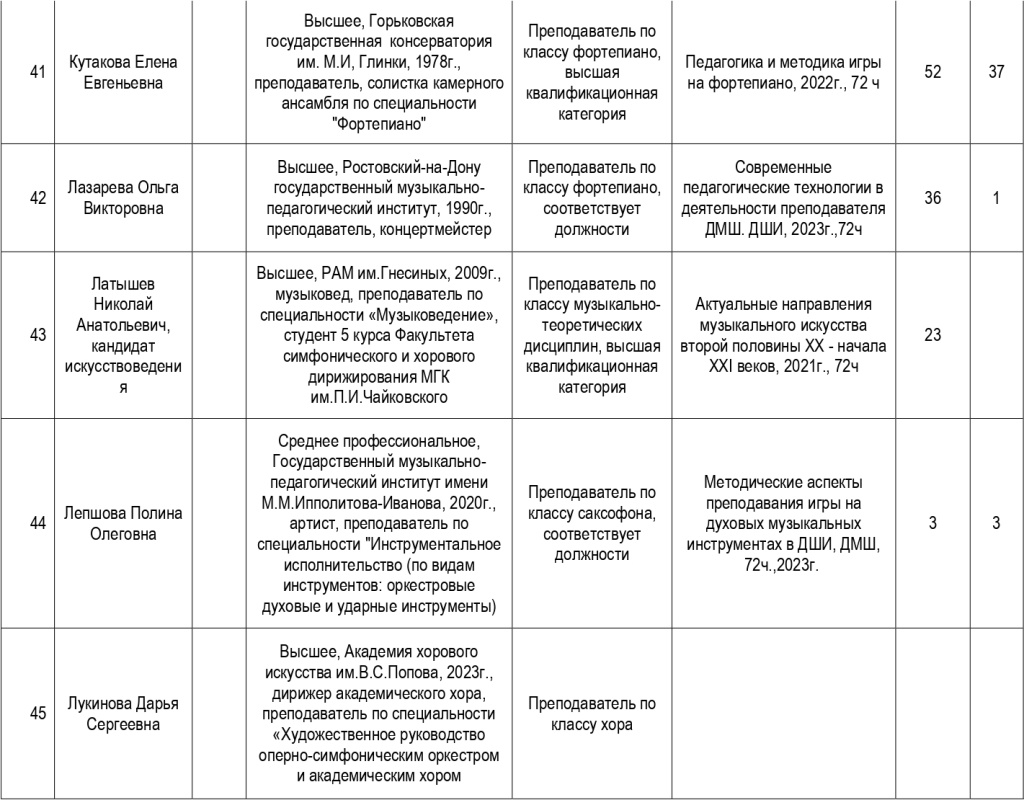 41
Кутакова Елена
Евгеньевна
Высшее, Горьковская
государственная консерватория
им. М.И, Глинки, 1978г.,
преподаватель, солистка камерного
ансамбля по специальности
"Фортепиано"
Преподаватель по
классу фортепиано,
высшая
квалификационная
категория
Педагогика и методика игры
на фортепиано, 2022г., 72 ч
52
37
42
Лазарева Ольга
Викторовна
Высшее, Ростовский-на-Дону
государственный музыкально-
педагогический институт, 1990г.,
преподаватель, концертмейстер
Преподаватель по
классу фортепиано,
соответствует
должности
Современные
педагогические технологии в
деятельности преподавателя
ДМШ. ДШИ, 2023г.,72ч
36
1
43
Латышев
Николай
Анатольевич,
кандидат
искусствоведени
я
Высшее, РАМ им.Гнесиных, 2009г.,
музыковед, преподаватель по
специальности «Музыковедение»,
студент 5 курса Факультета
симфонического и хорового
дирижирования МГК
им.П.И.Чайковского
Преподаватель по
классу музыкально-
теоретических
дисциплин, высшая
квалификационная
категория
Актуальные направления
музыкального искусства
второй половины XX - начала
XXI веков, 2021г., 72ч
23
44
Лепшова Полина
Олеговна
Среднее профессиональное,
Государственный музыкально-
педагогический институт имени
М.М.Ипполитова-Иванова, 2020г.,
артист, преподаватель по
специальности "Инструментальное
исполнительство (по видам
инструментов: оркестровые
духовые и ударные инструменты)
Преподаватель по
классу саксофона,
соответствует
должности
Методические аспекты
преподавания игры на
духовых музыкальных
инструментах в ДШИ, ДМШ,
72ч.,2023г.
3
3
45
Лукинова Дарья
Сергеевна
Высшее, Академия хорового
искусства им.В.С.Попова, 2023г.,
дирижер академического хора,
преподаватель по специальности
«Художественное руководство
оперно-симфоническим оркестром
и академическим хором
Преподаватель по
классу хора